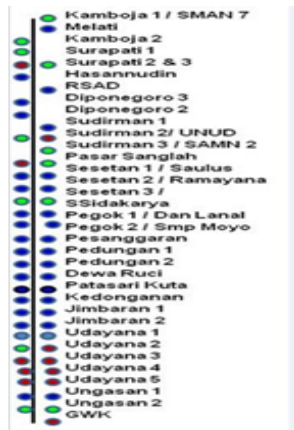 Kamboja 1 / SMAN 7
Melati
Kamboja 2
Surapati 1
Surapati 2 & 3
Hasannudin
RSAD
Diponegoro 3
Diponegoro 2
Sudirman 1
Sudirman 2/ UNUD
Sudirman 3 / SAMN 2
Pasar Sanglah
Sesetan 1 / Saulus
Sesetan 2 / Ramayana
Sesetan 3 /
SSidakarya
Pegok 1 / Dan Lanal
Pegok 2 / Smp Moyo
Pesanggaran
Pedungan 1
Pedungan 2
Dewa Ruci
Patasari Kuta
Kedonganan
Jimbaran 1
Jimbaran 2
Udayana 1
Udayana 2
Udayana 3
Udayana 4
Udayana 5
Ungasan 1
Ungasan 2
GWK